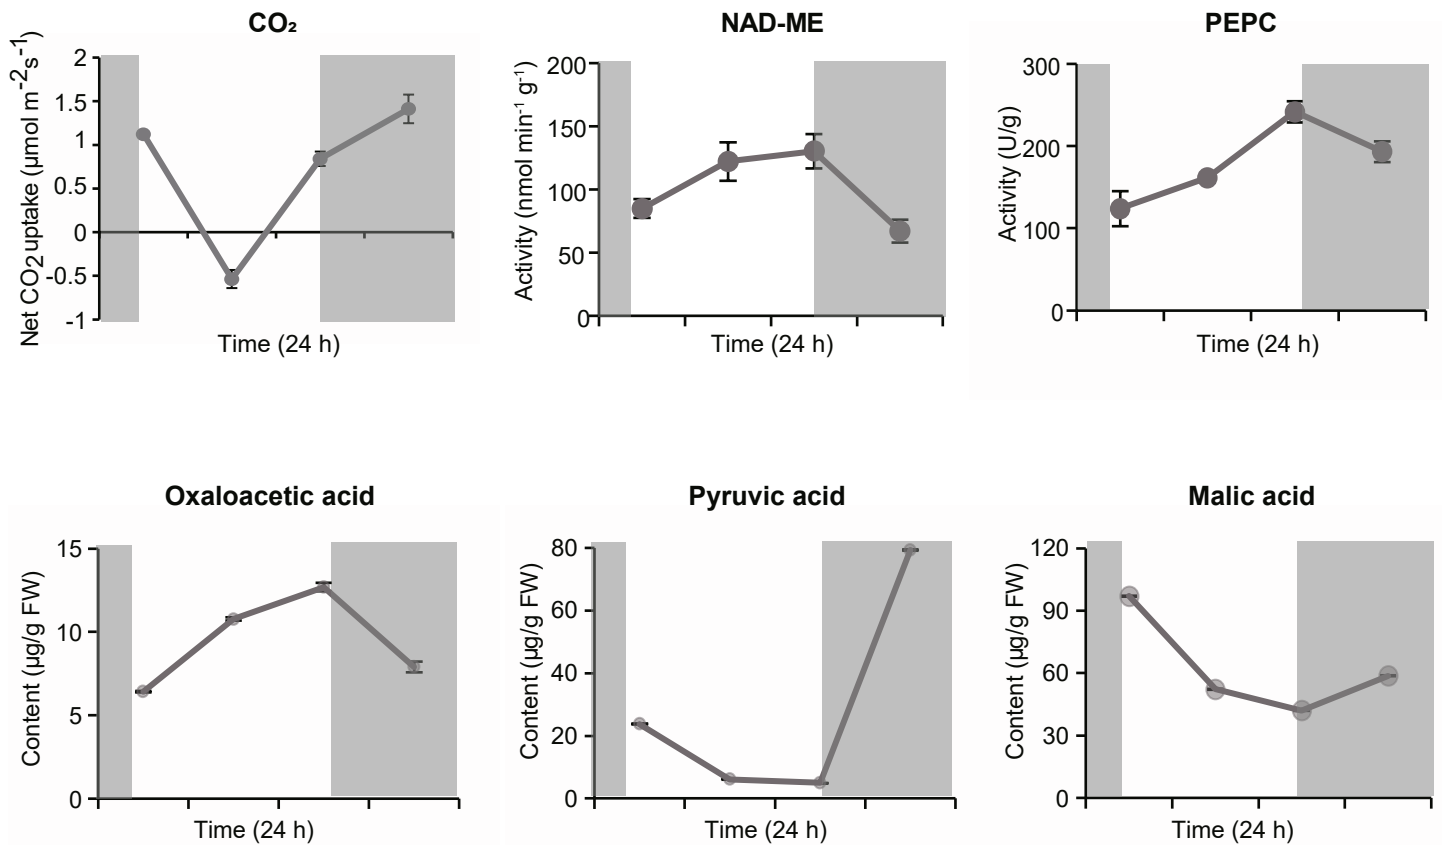 CO₂
Net CO2 uptake (µmol m-2s-1)
2
1.5
1
0.5
0
-0.5
-1
Time (24 h)
NAD-ME
Activity (nmol min-1 g-1)
200
150
100
50
0
Time (24 h)
PEPC
Activity (U/g)
300
200
100
0
Time (24 h)
Oxaloacetic acid
Content (µg/g FW)
15
10
5
0
Time (24 h)
Pyruvic acid
Content (µg/g FW)
80
60
40
20
0
Time (24 h)
Malic acid
Content (µg/g FW)
120
90
60
30
0
Time (24 h)